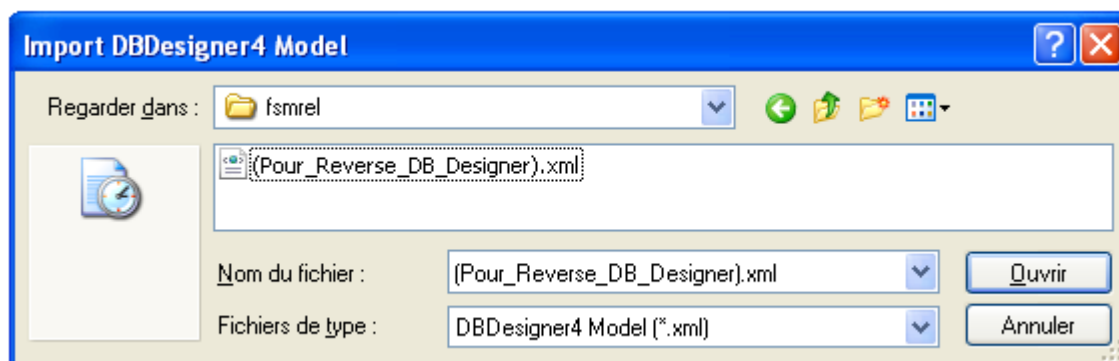 Import DBDesigner4 Model
Regarder dans : fsmrel
(Pour_Reverse_DB_Designer).xml
Nom du fichier : (Pour_Reverse_DB_Designer).xml Ouvrir
Fichiers de type : DBDesigner4 Model (*.xml) Annuler